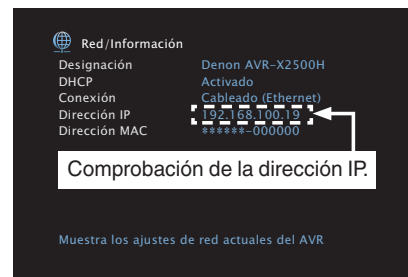 Red/Información
Designación Denon AVR-X2500H
DHCP Activado
Conexión Cableado (Ethernet)
Dirección IP 192.168.100.19
Dirección MAC ******-000000
Comprobación de la dirección IP.
Muestra los ajustes de red actuales del AVR